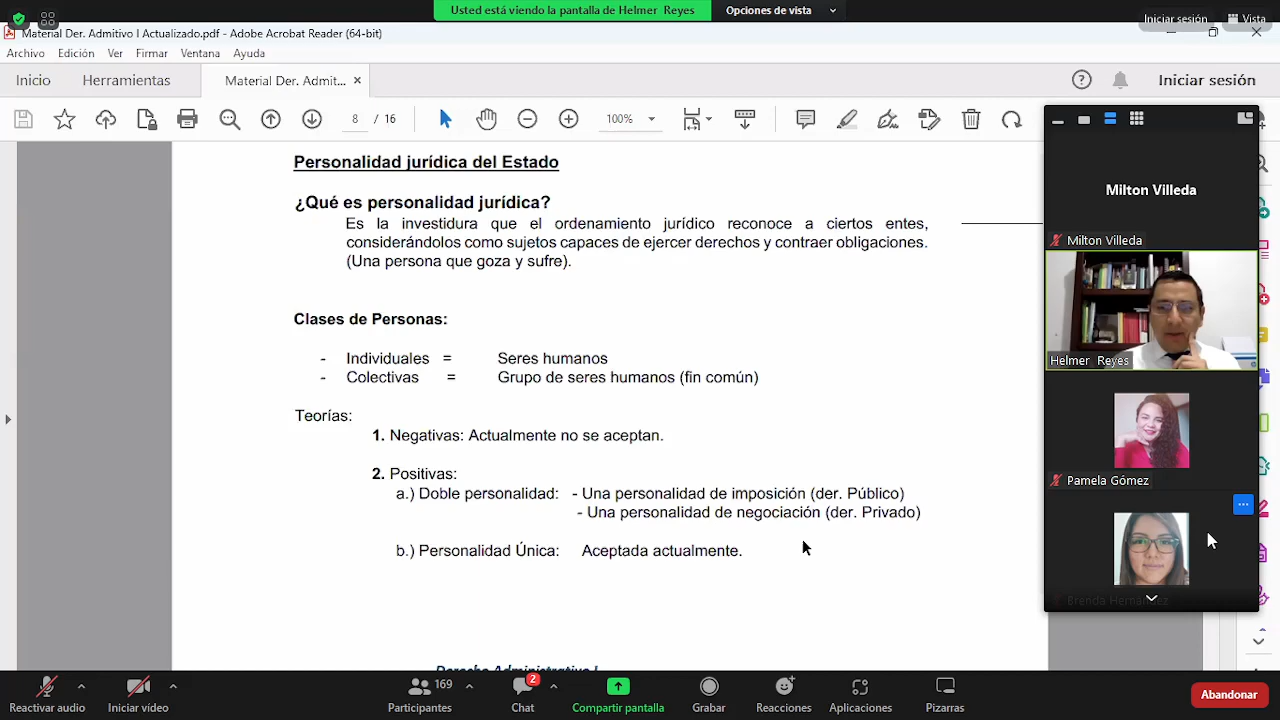 Usted está viendo la pantalla de Helmer Reyes
Opciones de vista
Iniciar sesión
Vista
Material Der. Admitivo I Actualizado.pdf - Adobe Acrobat Reader (64-bit)
Archivo Edición Ver Firmar Ventana Ayuda
Inicio Herramientas Material Der. Admit... ×
Iniciar sesión
8 / 16 100%
Personalidad jurídica del Estado
¿Qué es personalidad jurídica?
Es la investidura que el ordenamiento jurídico reconoce a ciertos entes,
considerándolos como sujetos capaces de ejercer derechos y contraer obligaciones.
(Una persona que goza y sufre).
Clases de Personas:
- Individuales = Seres humanos
- Colectivas = Grupo de seres humanos (fin común)
Teorías:
1. Negativas: Actualmente no se aceptan.
2. Positivas:
a.) Doble personalidad: - Una personalidad de imposición (der. Público)
- Una personalidad de negociación (der. Privado)
b.) Personalidad Única: Aceptada actualmente.
Derecho Administrativo I
Milton Villeda
Milton Villeda
Helmer Reyes
Pamela Gómez
Brenda Hernández
Reactivar audio
Iniciar vídeo
169
Participantes
2
Chat
Compartir pantalla
Grabar
Reacciones
Aplicaciones
Pizarras
Abandonar